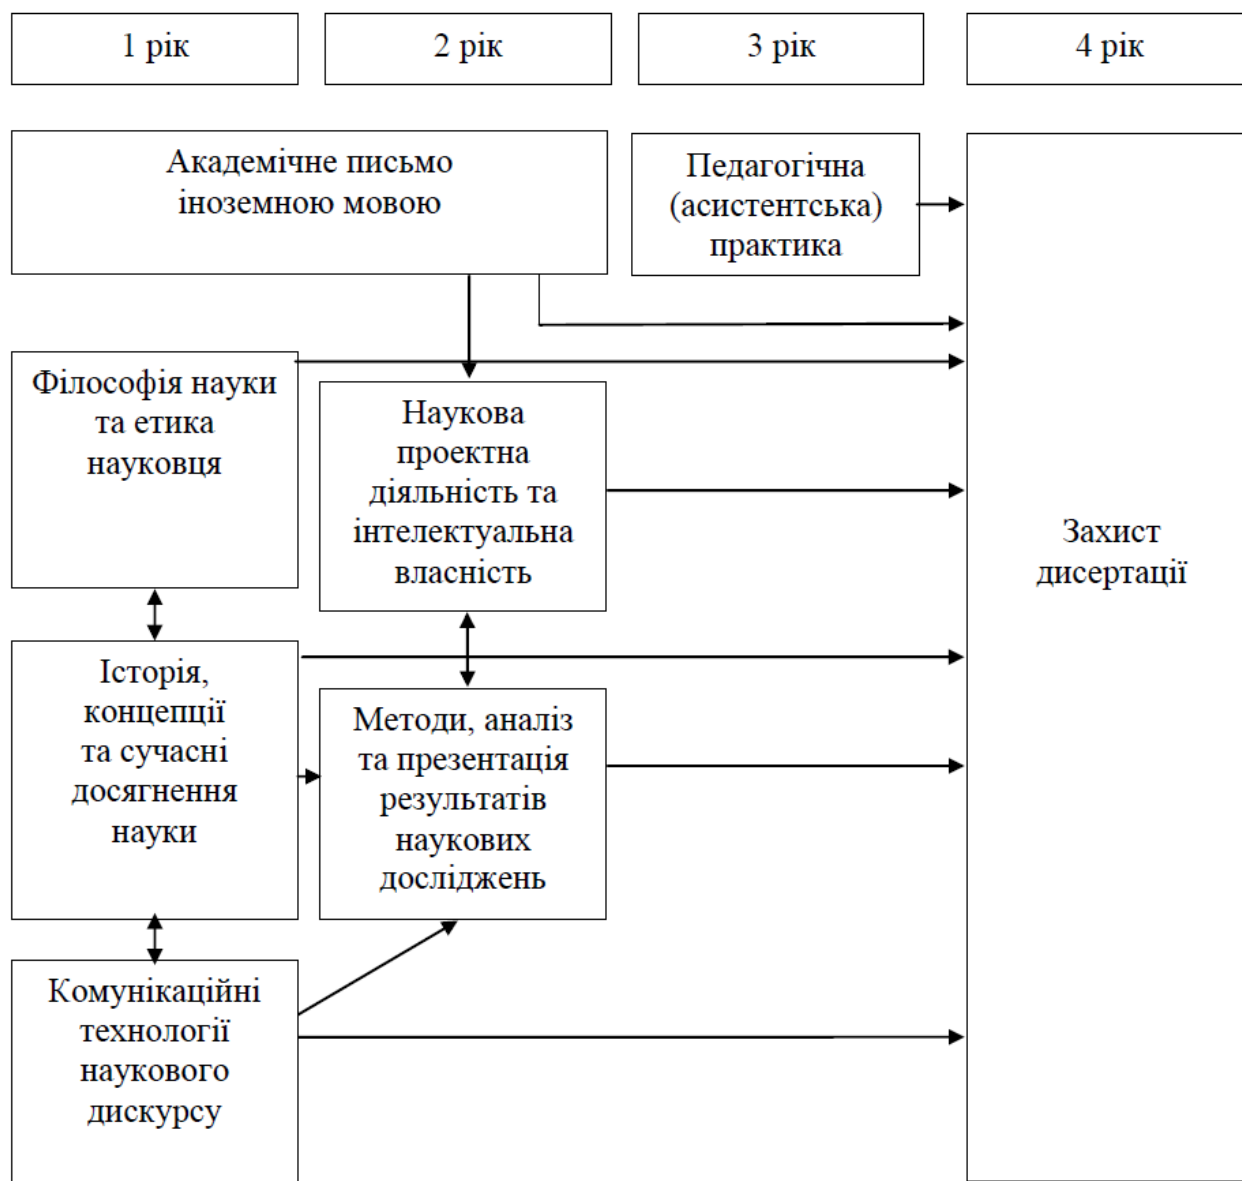 1 рік
2 рік
3 рік
4 рік
Академічне письмо
іноземною мовою
Педагогічна
(асистентська)
практика
Філософія науки
та етика
науковця
Наукова
проектна
діяльність та
інтелектуальна
власність
Захист
дисертації
Історія,
концепції
та сучасні
досягнення
науки
Методи, аналіз
та презентація
результатів
наукових
досліджень
Комунікаційні
технології
наукового
дискурсу